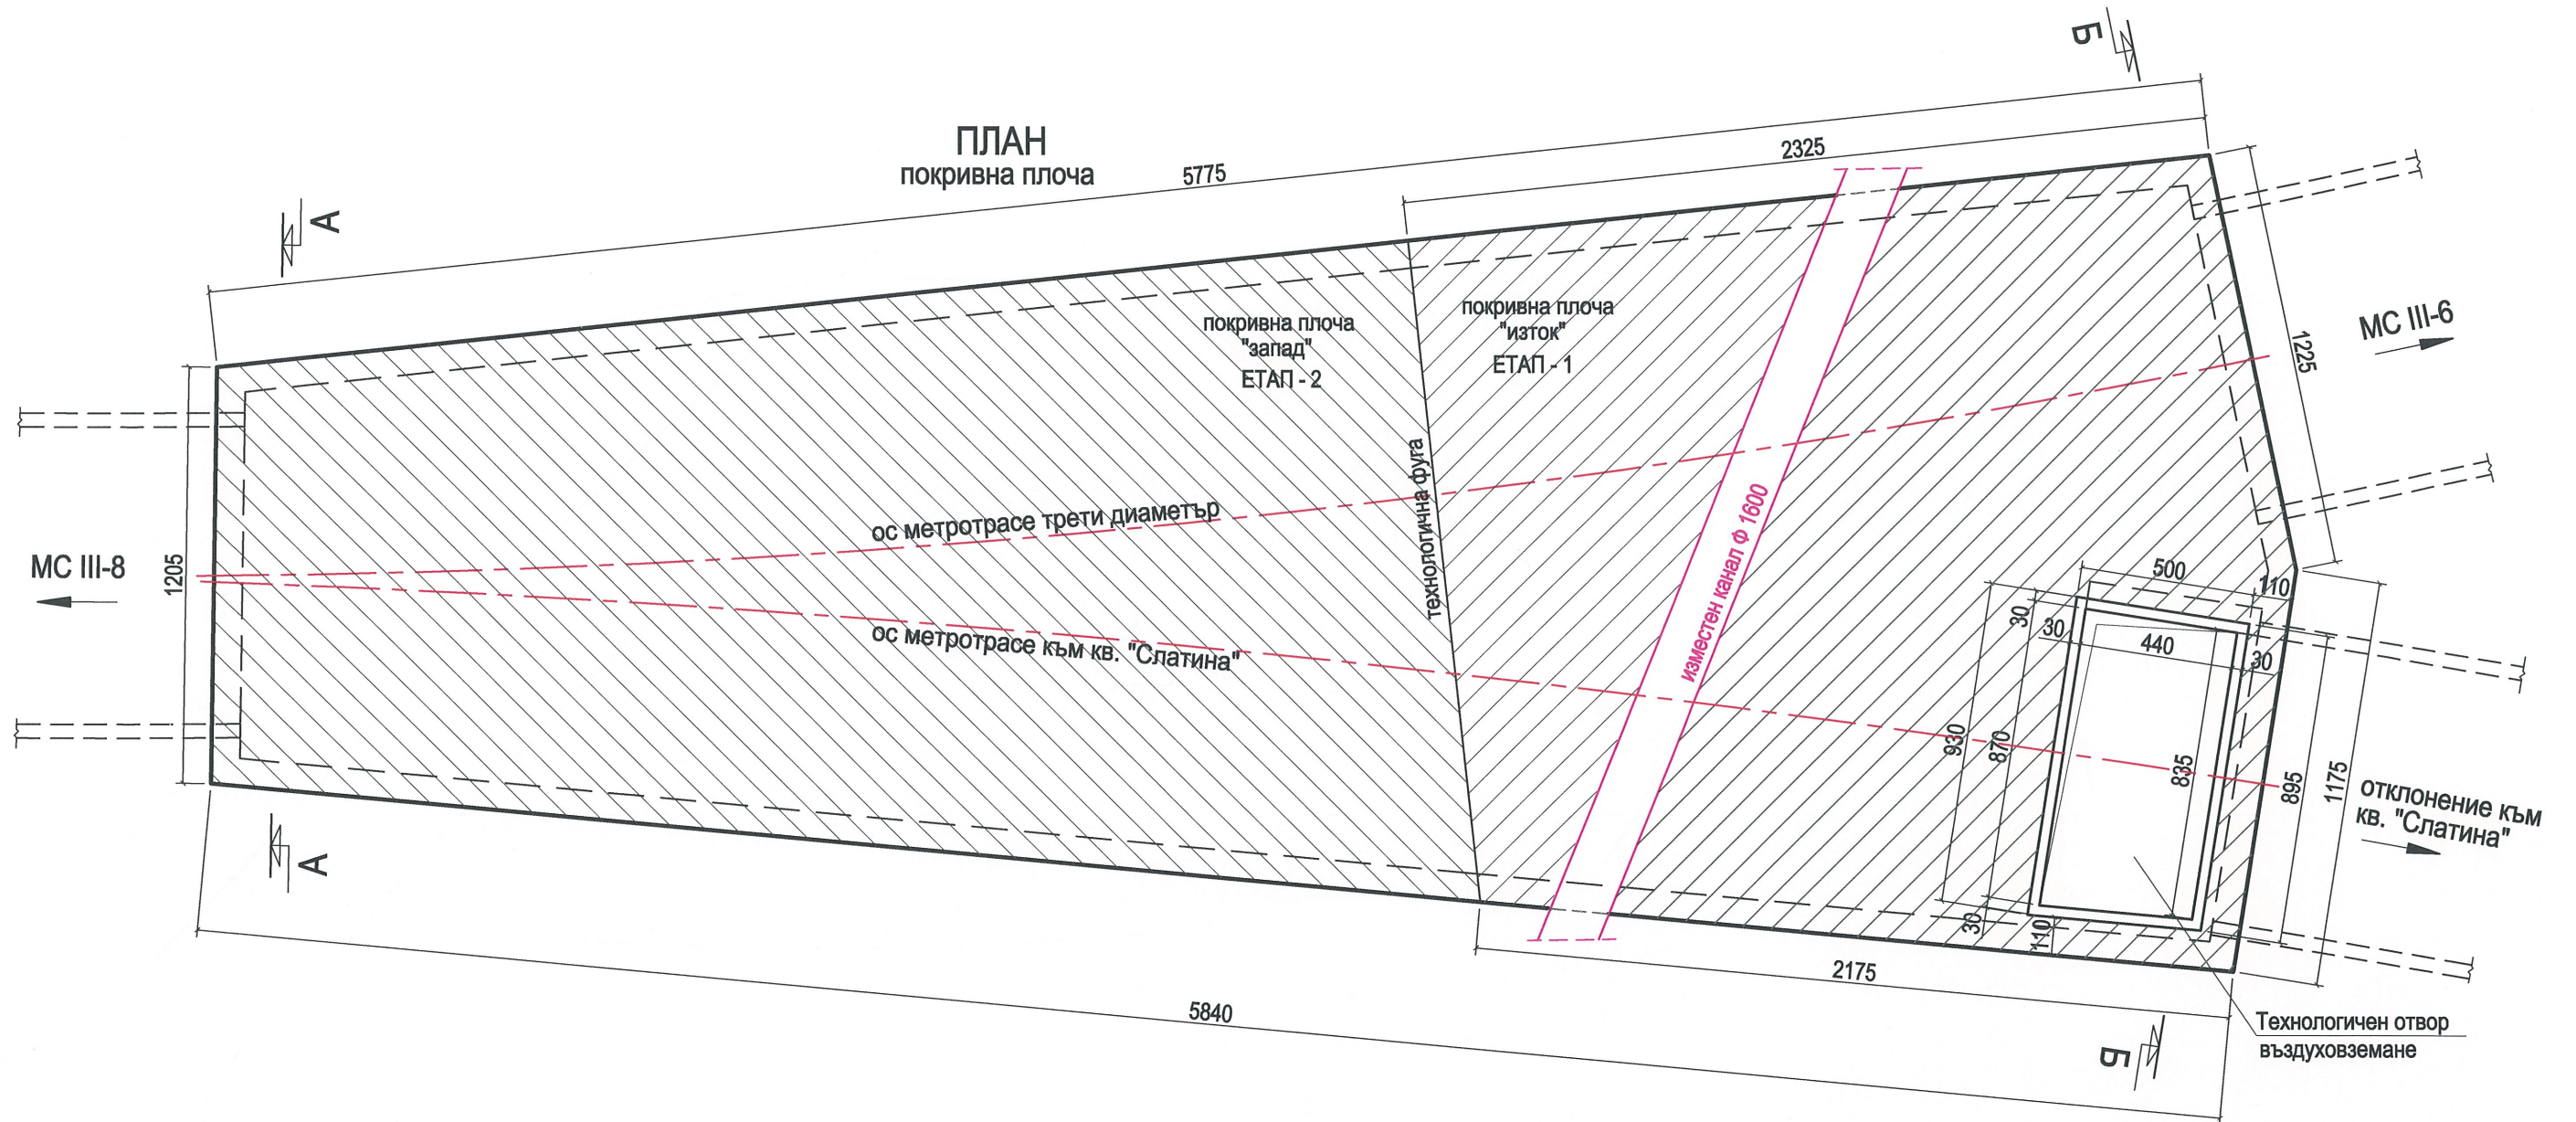 Б
ПЛАН
покривна плоча
5775
2325
А
покривна плоча
"запад"
ЕТАП - 2
покривна плоча
"изток"
ЕТАП - 1
МС III-6
1225
технологична фуга
ос метротрасе трети диаметър
МС III-8
1205
ос метротрасе към кв. "Слатина"
изместен канал Ф 1600
500
110
30
30
440
30
930
870
835
895
1175
отклонение към
кв. "Слатина"
А
30
110
2175
5840
Технологичен отвор
въздуховземане
Б